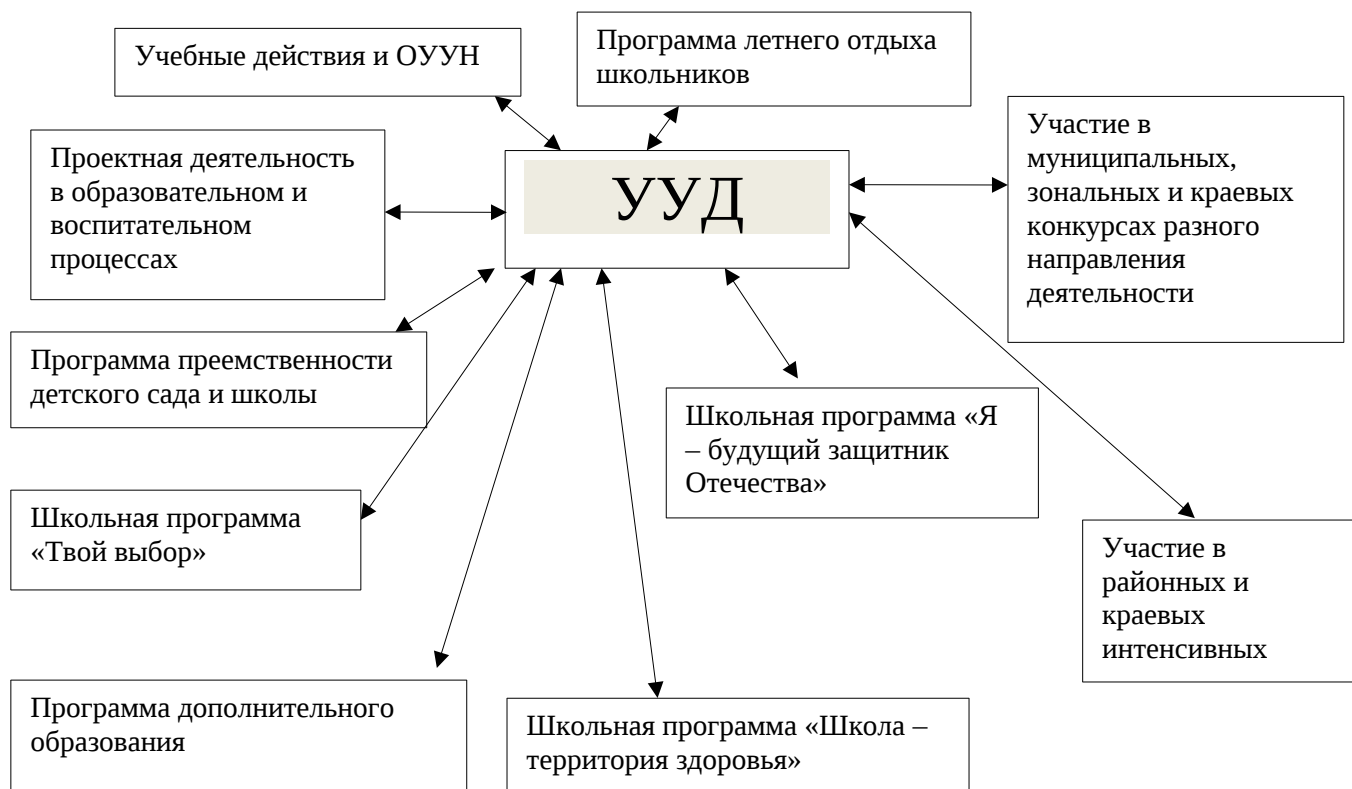 Учебные действия и ОУУН
Программа летнего отдыха
школьников
Участие в
муниципальных,
зональных и краевых
конкурсах разного
направления
деятельности
Проектная деятельность
в образовательном и
воспитательном
процессах
УУД
Программа преемственности
детского сада и школы
Школьная программа «Я
– будущий защитник
Отечества»
Школьная программа
«Твой выбор»
Участие в
районных и
краевых
интенсивных
Программа дополнительного
образования
Школьная программа «Школа –
территория здоровья»